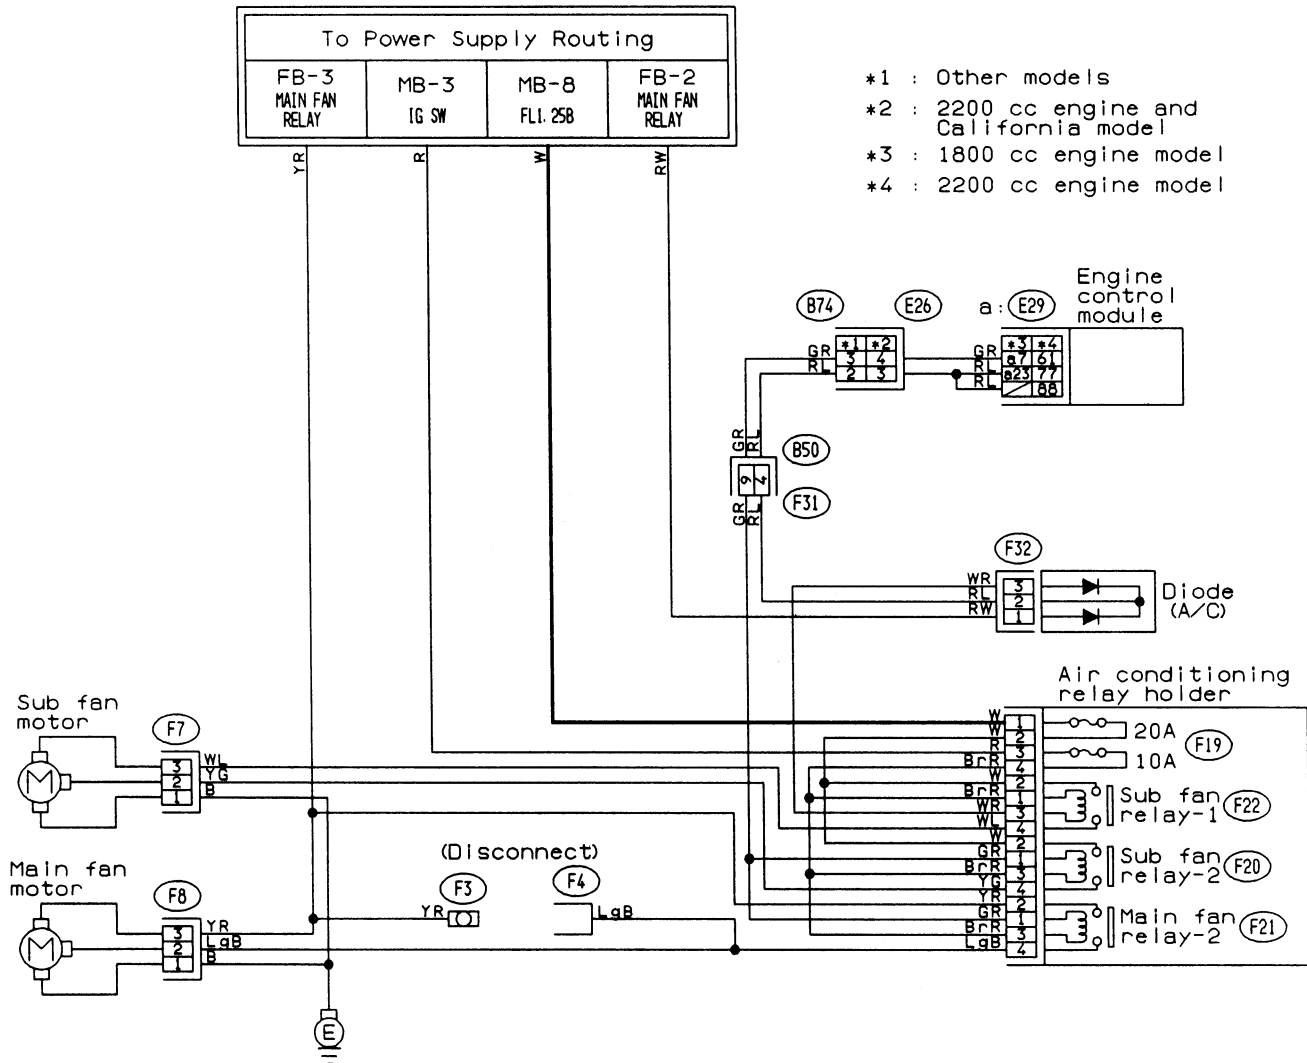 To Power Supply Routing
FB-3 MB-3 MB-8 FB-2
MAIN FAN RELAY
IG SW
FL1. 25B
MAIN FAN RELAY
YR R W RW
*1 : Other models
*2 : 2200 cc engine and
California model
*3 : 1800 cc engine model
*4 : 2200 cc engine model
Engine
control
module
B74 E26 a: E29
*1 *2 *3 *4
GR 3 4 GR a7 61
RL 2 3 RL a23 77
RL 88
GR RL
B50
9 4
F31
GR RL
F32
WR 3
RL 2
RW 1
Diode
(A/C)
Air conditioning
relay holder
W 1
W 2 20A
R 3 F19
BrR 4 10A
W 2
BrR 1 Sub fan
WR 3 relay-1 F22
WL 4
W 2
GR 1 Sub fan
BrR 3 relay-2 F20
YG 4
YR 2
GR 1 Main fan
BrR 3 relay-2 F21
LgB 4
Sub fan
motor
F7
M
3 WL
2 YG
1 B
Main fan
motor
F8
M
3 YR
2 LgB
1 B
(Disconnect)
F3 F4
YR LgB
E